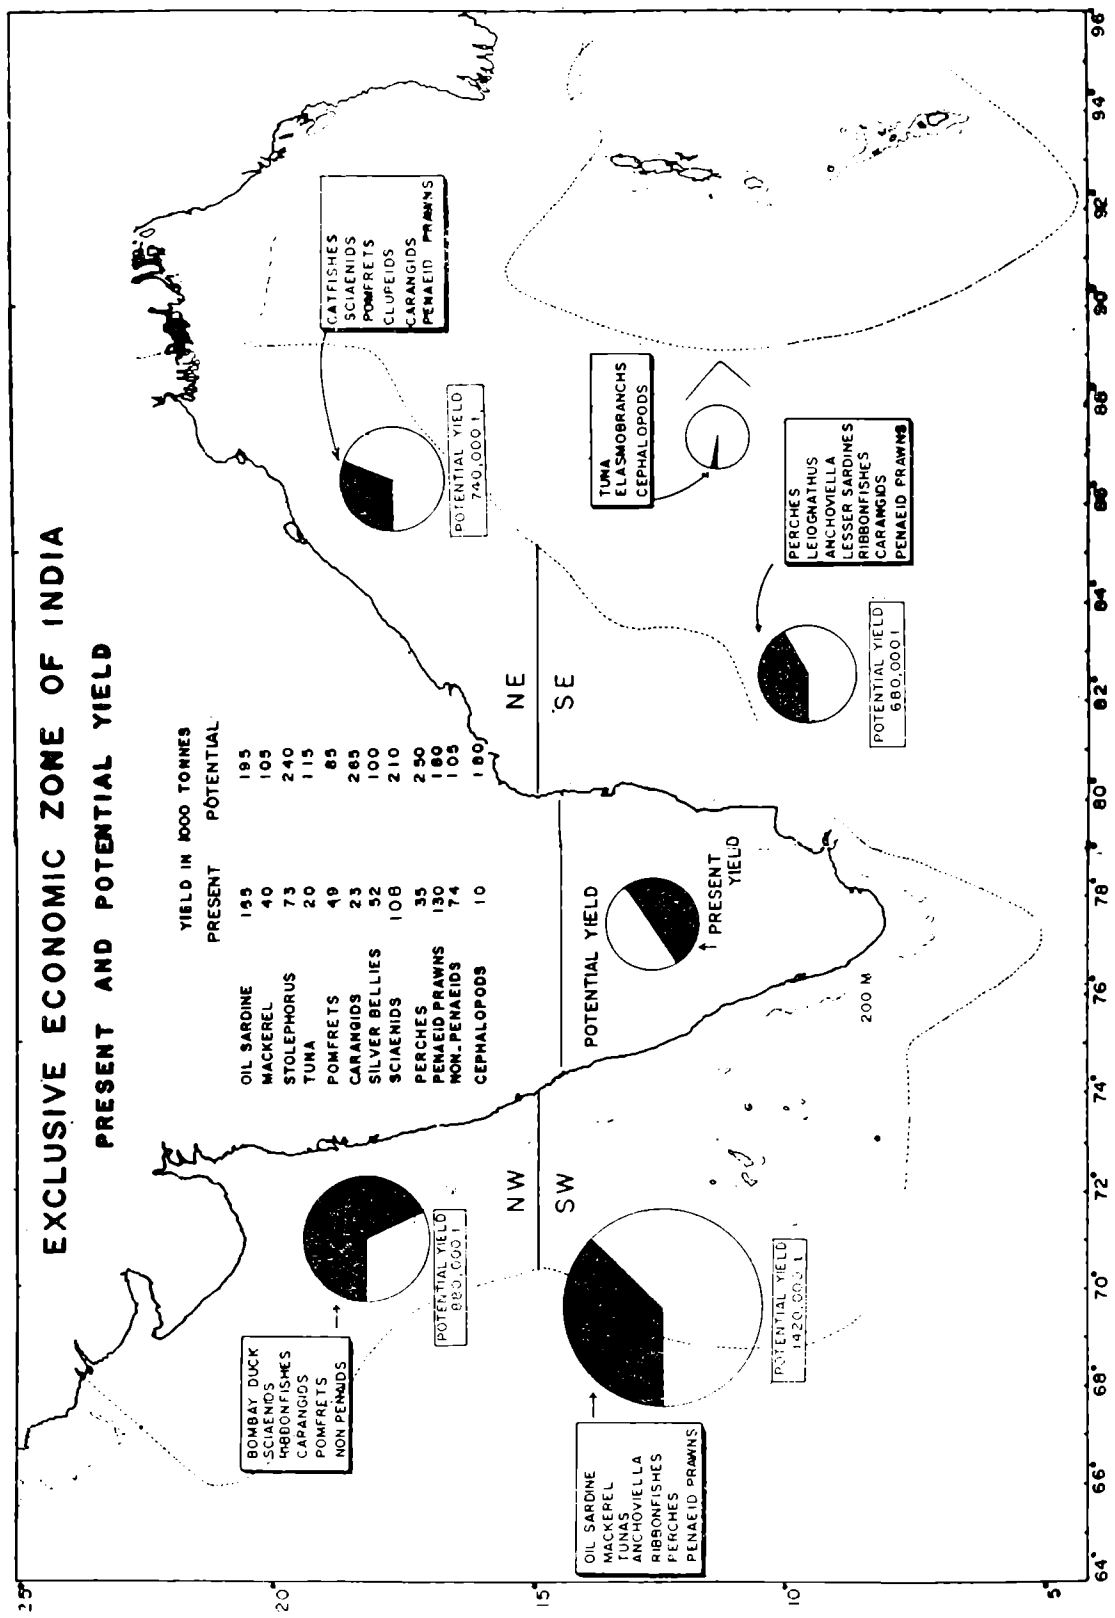 EXCLUSIVE ECONOMIC ZONE OF INDIA
PRESENT AND POTENTIAL YIELD
YIELD IN 1000 TONNES
PRESENT POTENTIAL
OIL SARDINE 155 195
MACKEREL 40 105
STOLEPHORUS 73 240
TUNA 20 115
POMFRETS 49 85
CARANGIDS 23 265
SILVER BELLIES 52 100
SCIAENIDS 108 210
PERCHES 35 250
PENAEID PRAWNS 130 180
NON-PENAEIDS 74 105
CEPHALOPODS 10 180
BOMBAY DUCK
SCIAENIDS
RIBBONFISHES
CARANGIDS
POMFRETS
NON PENAIDS
POTENTIAL YIELD
880,000 t
CATFISHES
SCIAENIDS
POMFRETS
CLUPEIDS
CARANGIDS
PENAEID PRAWNS
POTENTIAL YIELD
740,000 t
NW
SW
NE
SE
POTENTIAL YIELD
PRESENT
YIELD
OIL SARDINE
MACKEREL
TUNAS
ANCHOVIELLA
RIBBONFISHES
PERCHES
PENAEID PRAWNS
POTENTIAL YIELD
1420,000 t
TUNA
ELASMOBRANCHS
CEPHALOPODS
PERCHES
LEIOGNATHUS
ANCHOVIELLA
LESSER SARDINES
RIBBONFISHES
CARANGIDS
PENAEID PRAWNS
POTENTIAL YIELD
680,000 t
200 M
25°
20°
15°
10°
5°
64° 66° 68° 70° 72° 74° 76° 78° 80° 82° 84° 86° 88° 90° 92° 94° 96°